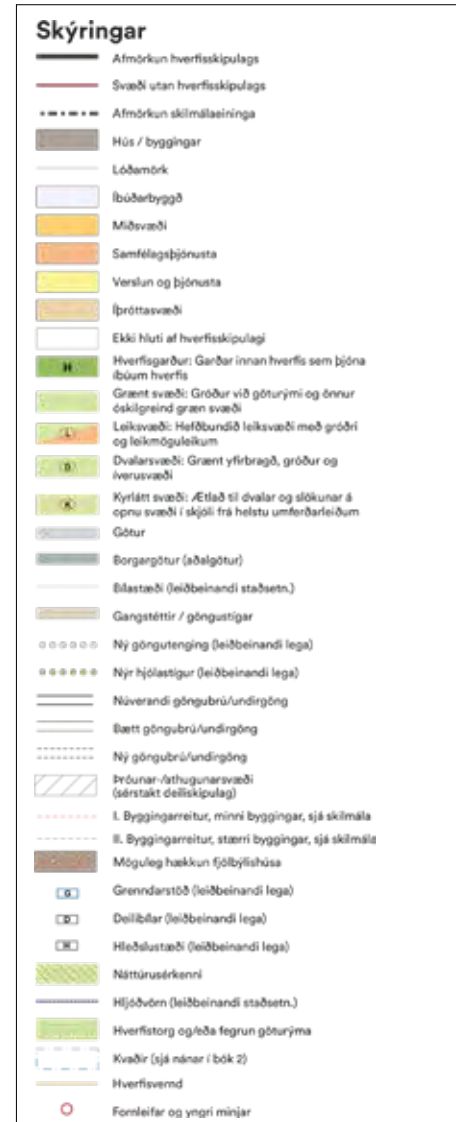 Skýringar
Afmörkun hverfisskipulags
Svæði utan hverfisskipulags
Afmörkun skilmálaeininga
Hús / byggingar
Lóðamörk
Íbúðarbyggð
Miðsvæði
Samfélagsþjónusta
Verslun og þjónusta
Íþróttasvæði
Ekki hluti af hverfisskipulagi
H
Hverfisgarður: Garðar innan hverfis sem þjóna
íbúum hverfis
Grænt svæði: Gróður við göturými og önnur
óskilgreind græn svæði
L
Leiksvæði: Hefðbundið leiksvæði með gróðri
og leikmöguleikum
D
Dvalarsvæði: Grænt yfirbragð, gróður og
íverusvæði
K
Kyrlátt svæði: Ætlað til dvalar og slökunar á
opnu svæði í skjóli frá helstu umferðarleiðum
Götur
Borgargötur (aðalgötur)
Bílastæði (leiðbeinandi staðsetn.)
Gangstéttir / göngustígar
Ný göngutenging (leiðbeinandi lega)
Nýr hjólastígur (leiðbeinandi lega)
Núverandi göngubrú/undirgöng
Bætt göngubrú/undirgöng
Ný göngubrú/undirgöng
Þróunar-/athugunarsvæði
(sérstakt deiliskipulag)
I. Byggingarreitur, minni byggingar, sjá skilmála
II. Byggingarreitur, stærri byggingar, sjá skilmála
Möguleg hækkun fjölbýlishúsa
G
Grenndarstöð (leiðbeinandi lega)
D
Deilibílar (leiðbeinandi lega)
H
Hleðslustæði (leiðbeinandi lega)
Náttúrusérkenni
Hljóðvörn (leiðbeinandi staðsetn.)
Hverfistorg og/eða fegrun göturýma
Kvaðir (sjá nánar í bók 2)
Hverfisvernd
Fornleifar og yngri minjar